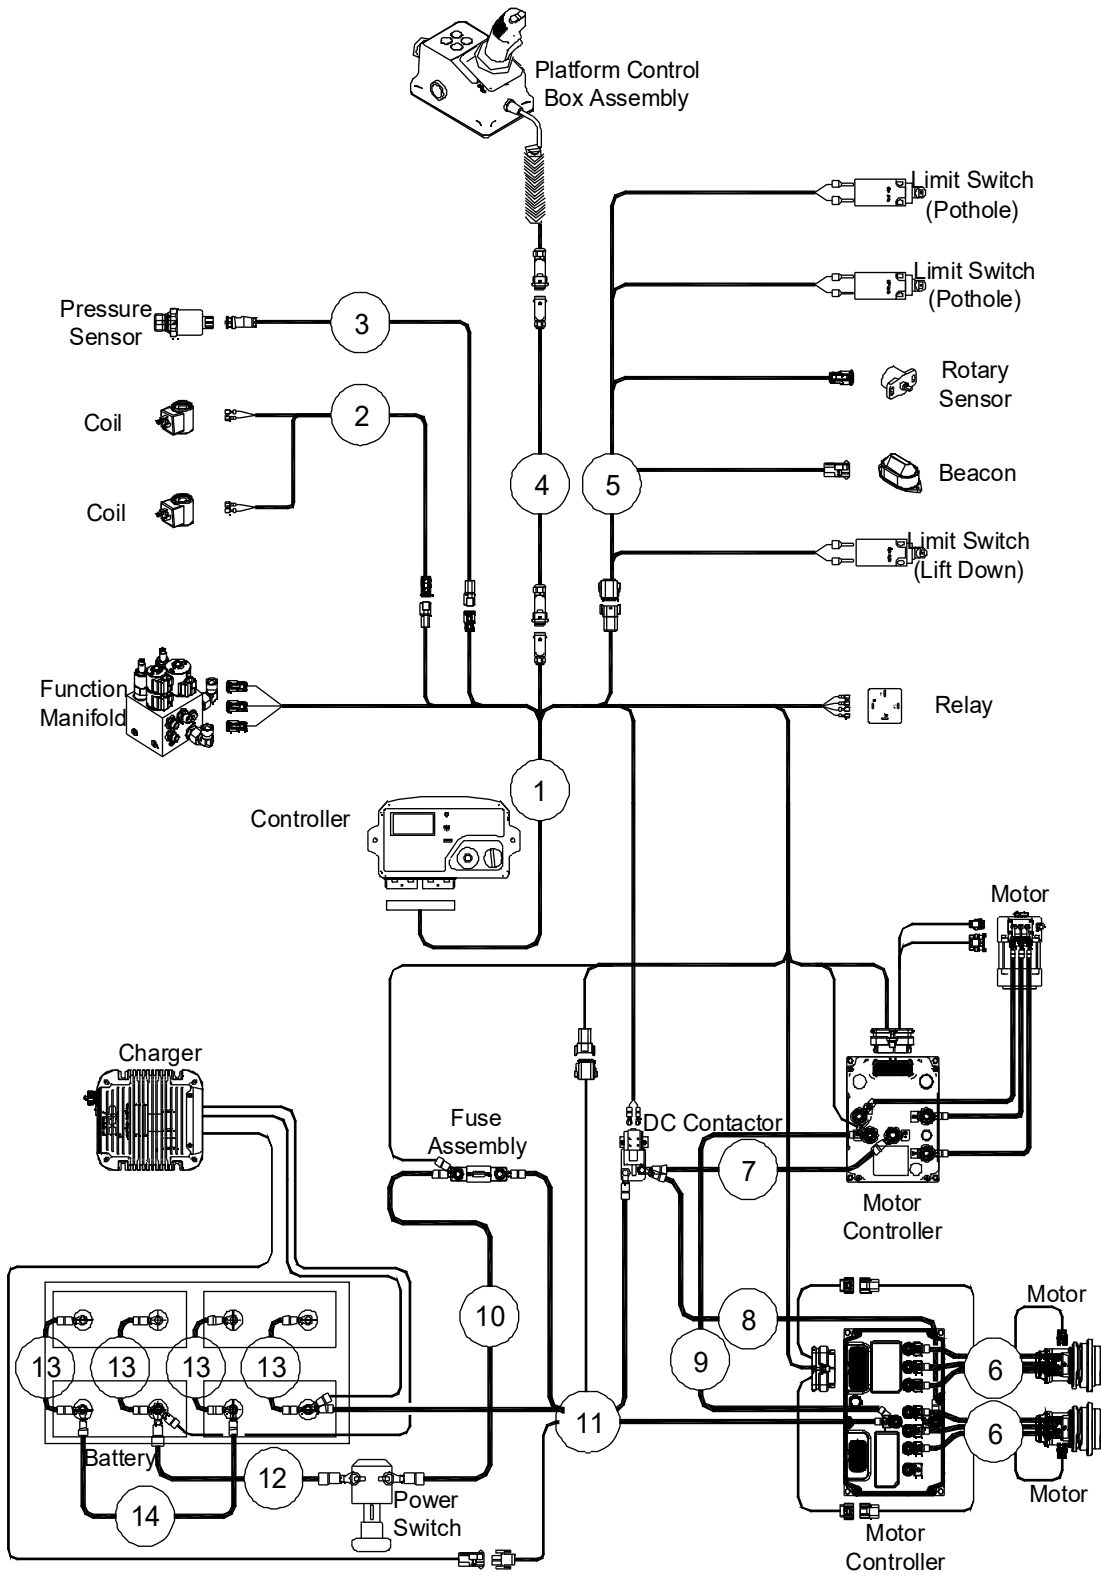 Platform Control
Box Assembly
Limit Switch
(Pothole)
Limit Switch
(Pothole)
Pressure
Sensor
3
Rotary
Sensor
Coil
2
4
5
Beacon
Coil
Limit Switch
(Lift Down)
Function
Manifold
Relay
1
Controller
Motor
Charger
Fuse
Assembly
DC Contactor
7
Motor
Controller
10
8
Motor
9
13
13
13
13
6
11
6
Battery
12
14
Power
Switch
Motor
Motor
Controller